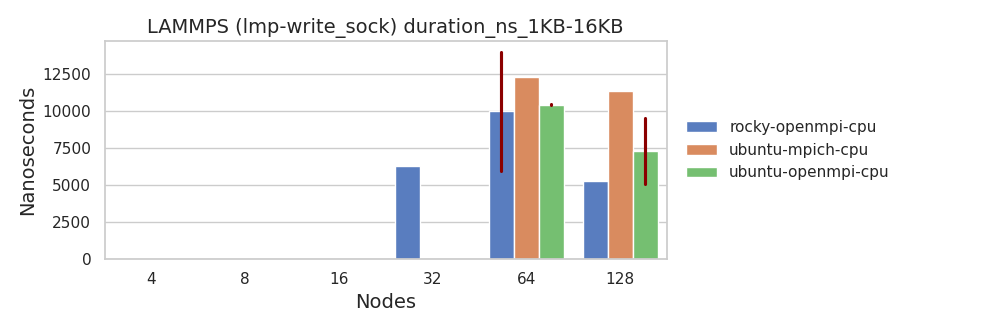 LAMMPS (lmp-write_sock) duration_ns_1KB-16KB
Nanoseconds
12500
10000
7500
5000
2500
0
4 8 16 32 64 128
Nodes
rocky-openmpi-cpu
ubuntu-mpich-cpu
ubuntu-openmpi-cpu